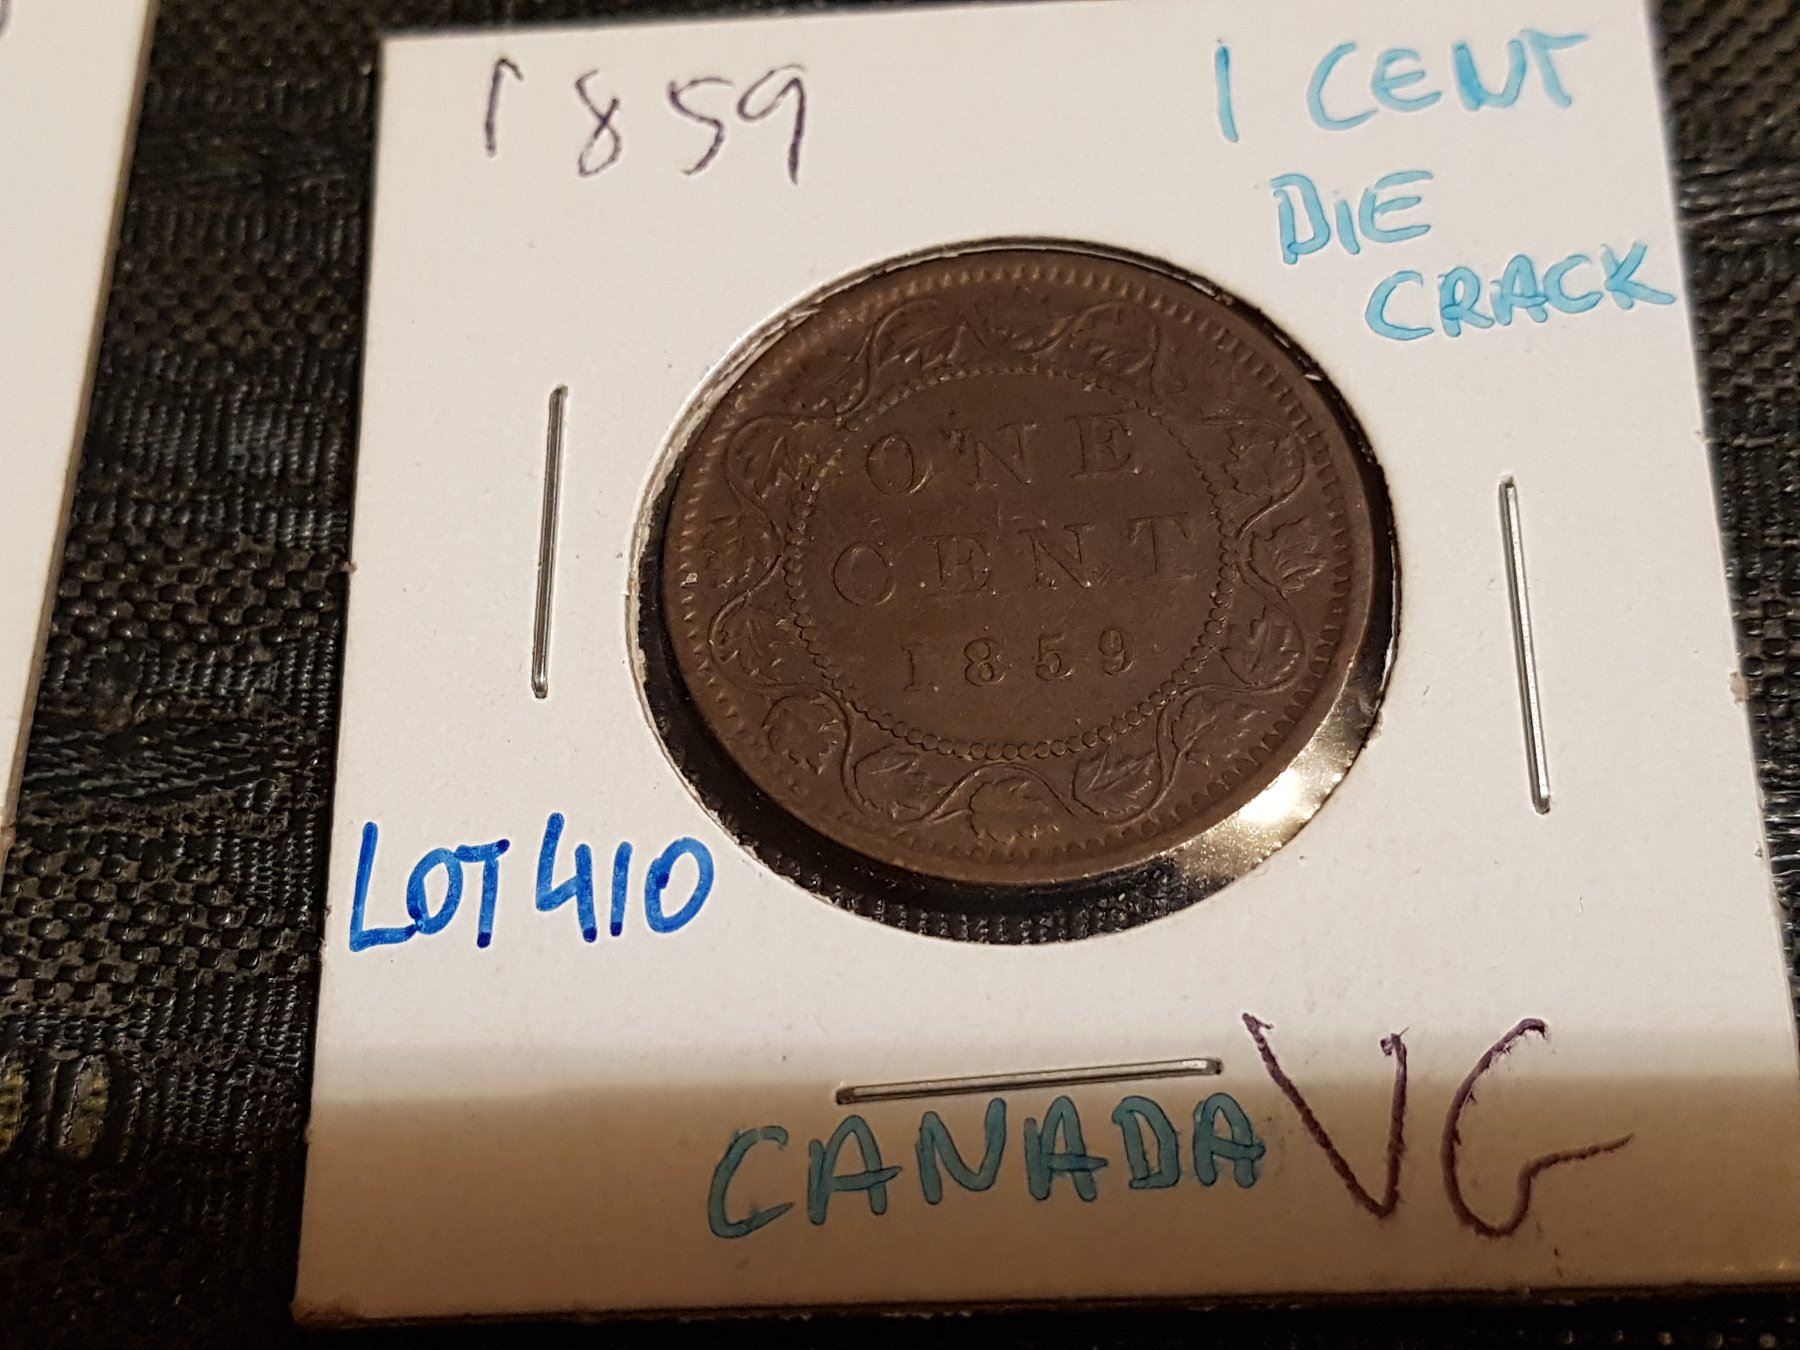 1859
1 CENT
DIE
CRACK
ONE
CENT
1859
LOT 410
CANADA VG